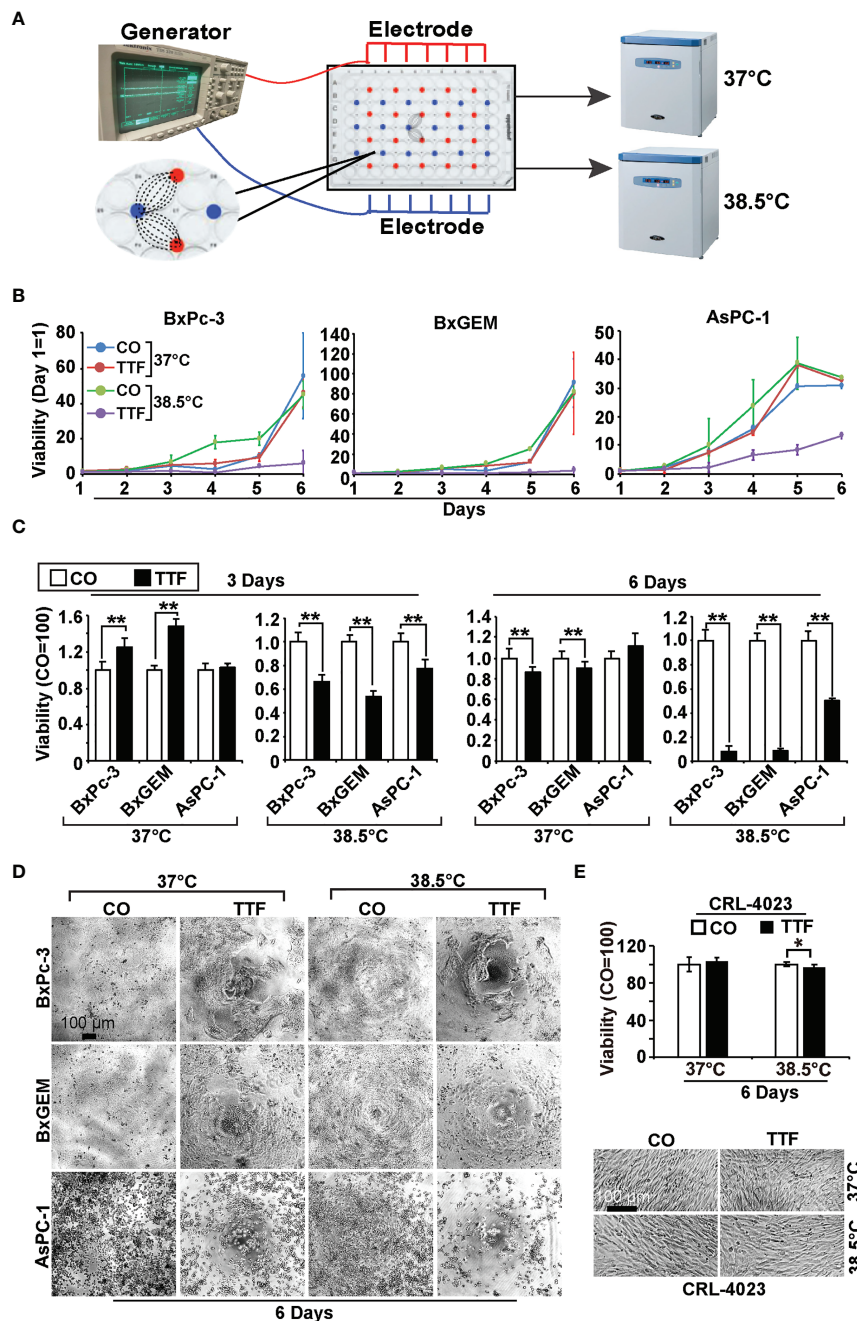 A
Generator
Electrode
Electrode
37°C
38.5°C
B
BxPc-3
BxGEM
AsPC-1
Viability (Day 1=1)
80
60
40
20
0
CO
TTF
37°C
CO
TTF
38.5°C
140
120
100
80
60
40
20
0
50
40
30
20
10
0
1 2 3 4 5 6
1 2 3 4 5 6
1 2 3 4 5 6
Days
C
CO TTF
3 Days
6 Days
Viability (CO=100)
1.6
1.2
0.8
0.4
0
1.2
1
0.8
0.6
0.4
0.2
0
1.4
1.2
1
0.8
0.6
0.4
0.2
0
1.2
1
0.8
0.6
0.4
0.2
0
** **
** ** **
** **
** ** **
BxPc-3 BxGEM AsPC-1
BxPc-3 BxGEM AsPC-1
BxPc-3 BxGEM AsPC-1
BxPc-3 BxGEM AsPC-1
37°C
38.5°C
37°C
38.5°C
D
37°C
38.5°C
CO TTF CO TTF
BxPc-3
100 µm
BxGEM
AsPC-1
6 Days
E
CRL-4023
CO TTF
Viability (CO=100)
120
80
40
0
*
37°C 38.5°C
6 Days
CO TTF
100 µm
37°C
38.5°C
CRL-4023